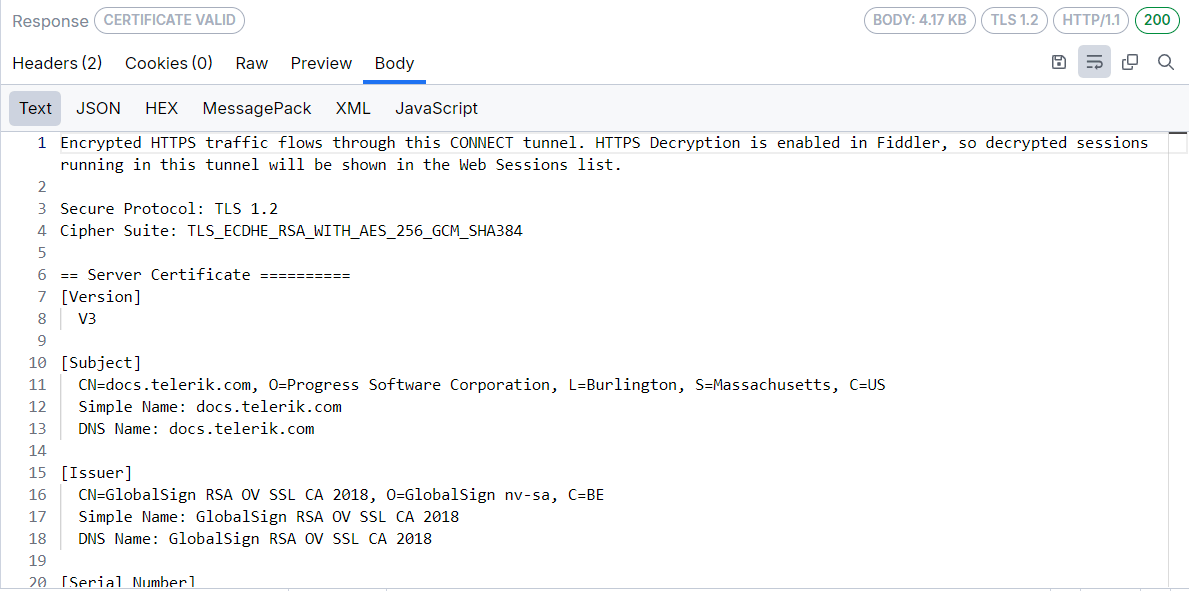 Response CERTIFICATE VALID BODY: 4.17 KB TLS 1.2 HTTP/1.1 200
Headers (2) Cookies (0) Raw Preview Body
Text JSON HEX MessagePack XML JavaScript
1 Encrypted HTTPS traffic flows through this CONNECT tunnel. HTTPS Decryption is enabled in Fiddler, so decrypted sessions
running in this tunnel will be shown in the Web Sessions list.
2
3 Secure Protocol: TLS 1.2
4 Cipher Suite: TLS_ECDHE_RSA_WITH_AES_256_GCM_SHA384
5
6 == Server Certificate ==========
7 [Version]
8 V3
9
10 [Subject]
11 CN=docs.telerik.com, O=Progress Software Corporation, L=Burlington, S=Massachusetts, C=US
12 Simple Name: docs.telerik.com
13 DNS Name: docs.telerik.com
14
15 [Issuer]
16 CN=GlobalSign RSA OV SSL CA 2018, O=GlobalSign nv-sa, C=BE
17 Simple Name: GlobalSign RSA OV SSL CA 2018
18 DNS Name: GlobalSign RSA OV SSL CA 2018
19
20 [Serial Number]